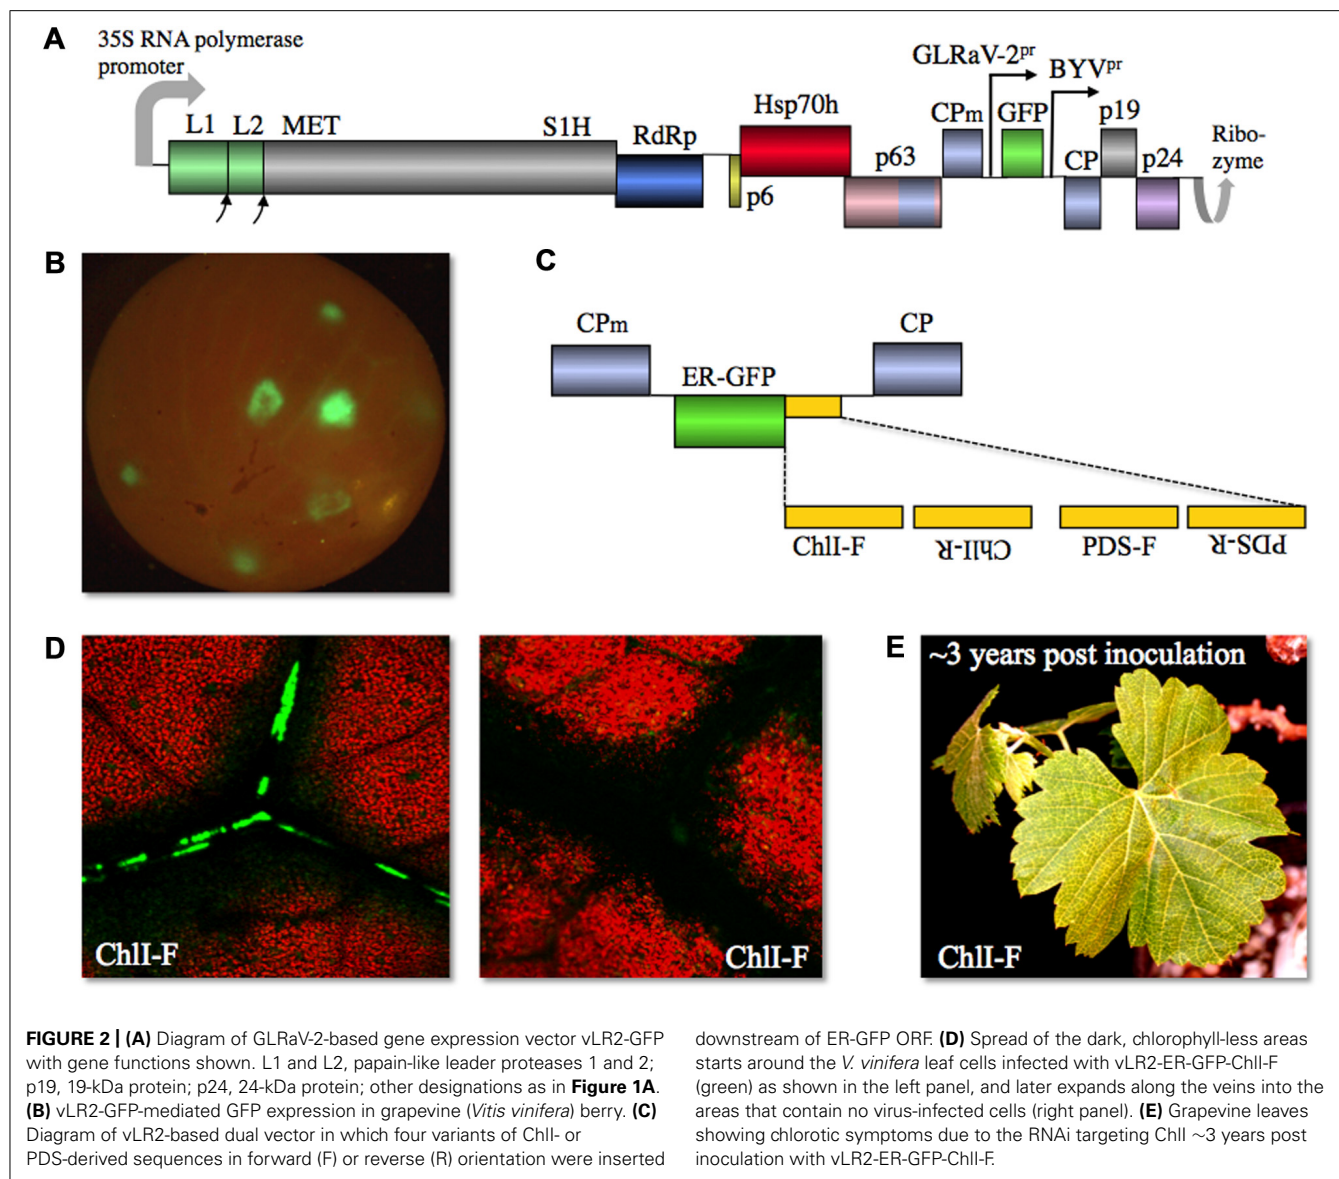 A
35S RNA polymerase
promoter
L1
L2
MET
S1H
RdRp
p6
Hsp70h
p63
CPm
GLRaV-2pr
GFP
BYVpr
CP
p19
p24
Ribo-
zyme
B
C
CPm
ER-GFP
CP
ChlI-F
ChlI-R
PDS-F
PDS-R
D
ChlI-F
ChlI-F
E
~3 years post inoculation
ChlI-F
FIGURE 2 | (A) Diagram of GLRaV-2-based gene expression vector vLR2-GFP
with gene functions shown. L1 and L2, papain-like leader proteases 1 and 2;
p19, 19-kDa protein; p24, 24-kDa protein; other designations as in Figure 1A.
(B) vLR2-GFP-mediated GFP expression in grapevine (Vitis vinifera) berry. (C)
Diagram of vLR2-based dual vector in which four variants of ChlI- or
PDS-derived sequences in forward (F) or reverse (R) orientation were inserted
downstream of ER-GFP ORF. (D) Spread of the dark, chlorophyll-less areas
starts around the V. vinifera leaf cells infected with vLR2-ER-GFP-ChlI-F
(green) as shown in the left panel, and later expands along the veins into the
areas that contain no virus-infected cells (right panel). (E) Grapevine leaves
showing chlorotic symptoms due to the RNAi targeting ChlI ~3 years post
inoculation with vLR2-ER-GFP-ChlI-F.